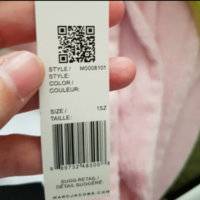 STYLE / M0008101
STYLE:
COLOR /
COULEUR:
SIZE / 1SZ
TAILLE:
SUGG.RETAIL /
DÉTAIL SUGGÉRÉ:
MARCJACOBS.COM